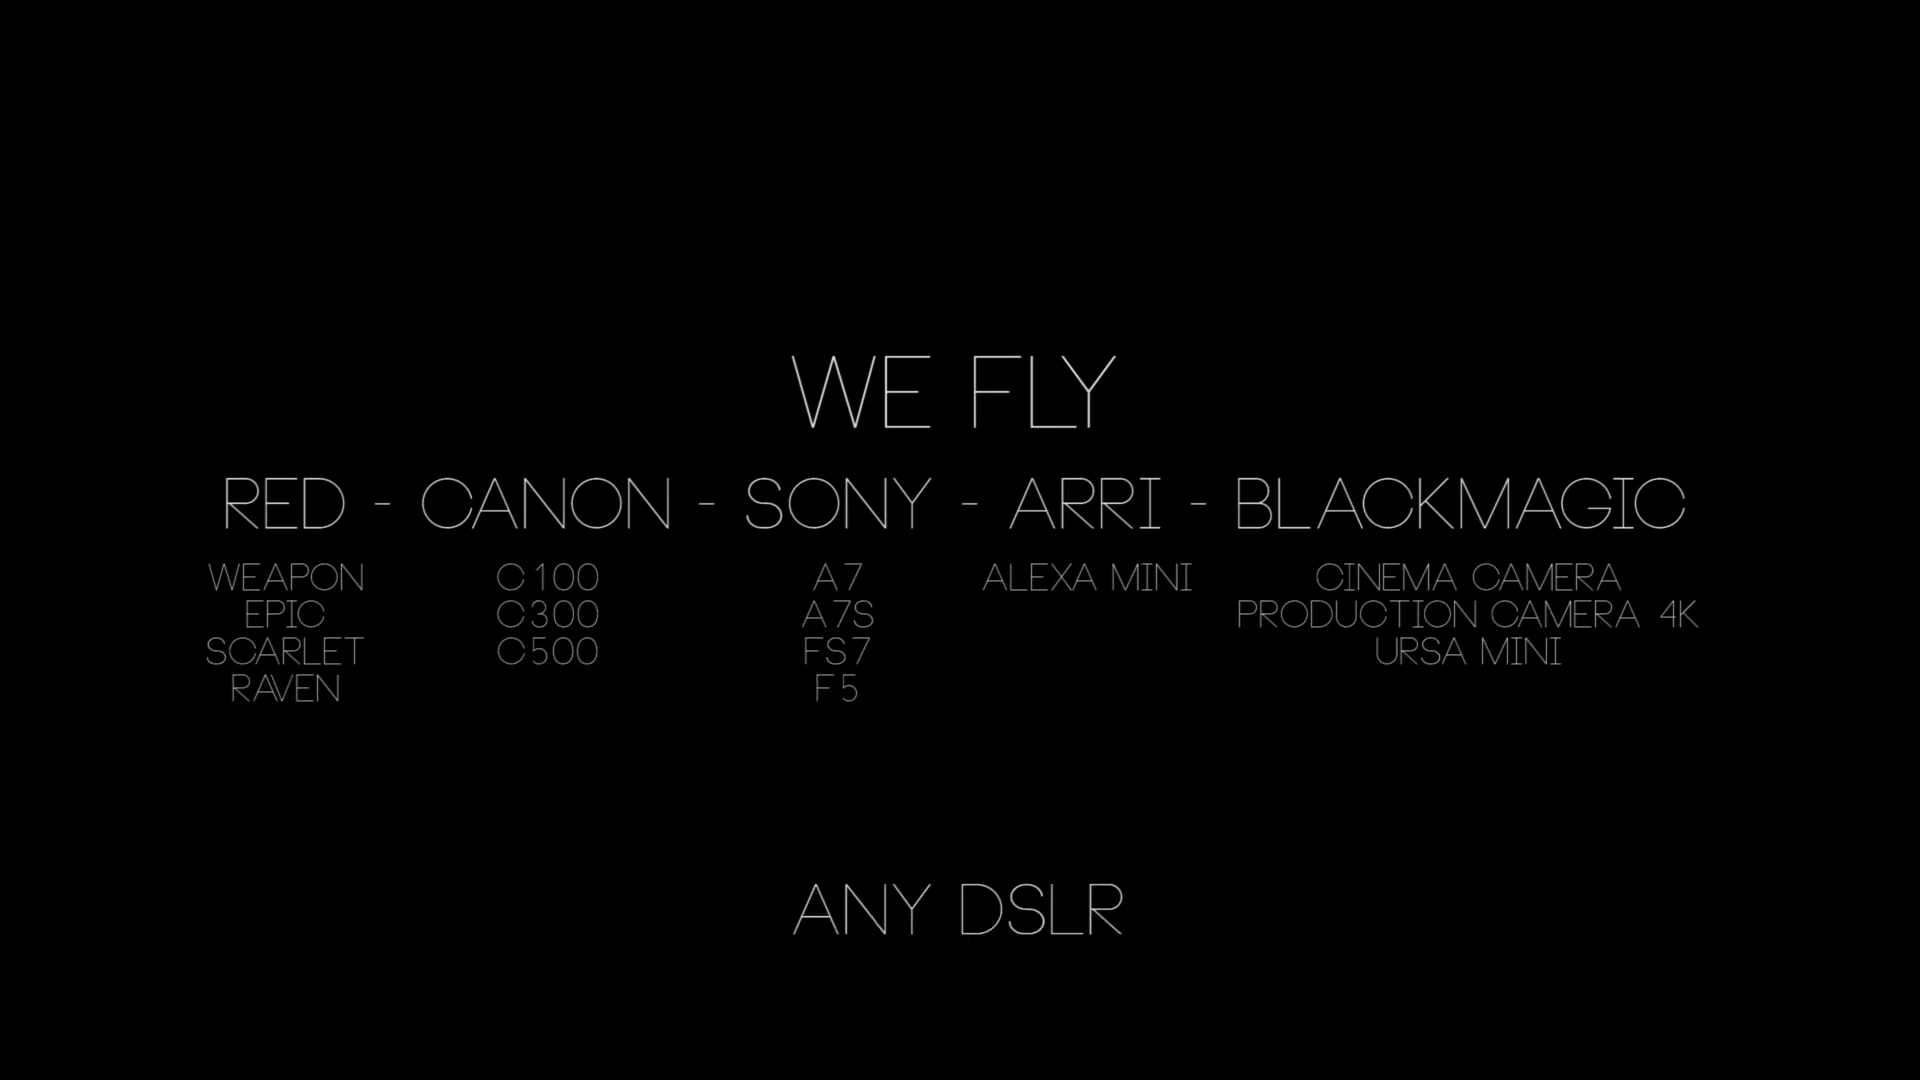 WE FLY
RED - CANON - SONY - ARRI - BLACKMAGIC
WEAPON C100 A7 ALEXA MINI CINEMA CAMERA
EPIC C300 A7S PRODUCTION CAMERA 4K
SCARLET C500 FS7 URSA MINI
RAVEN F5
ANY DSLR